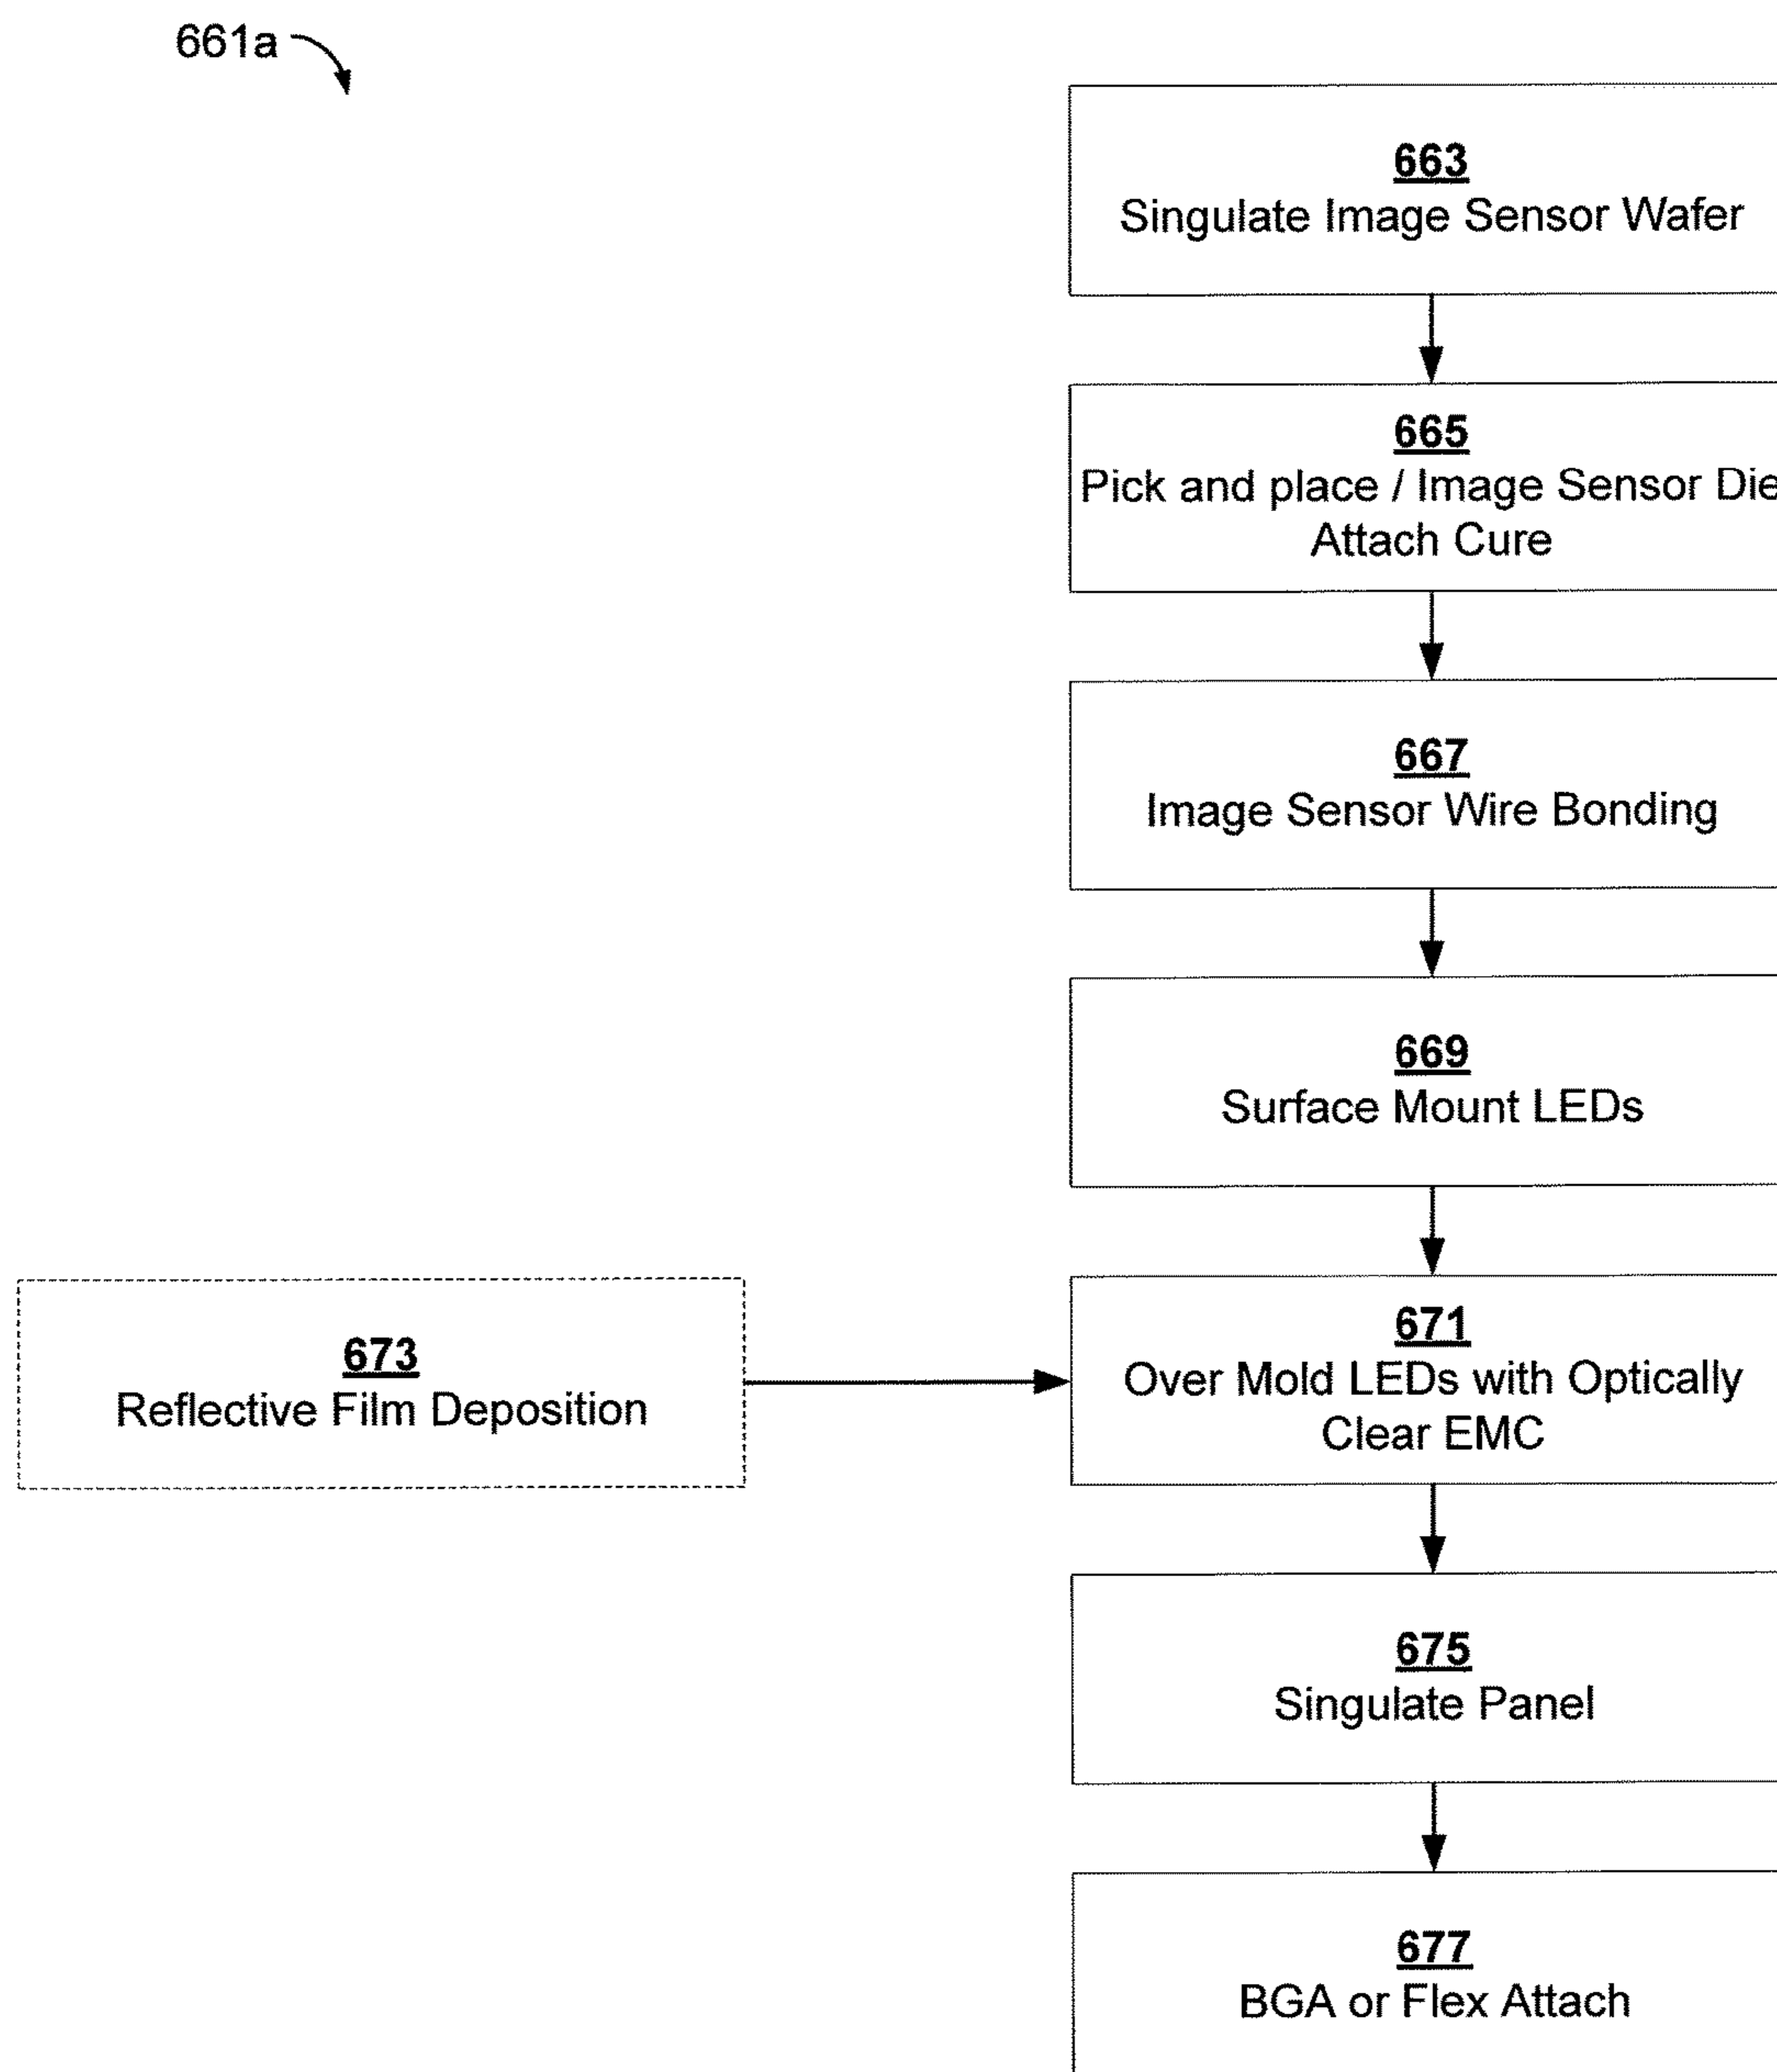 661a
663
Singulate Image Sensor Wafer
665
Pick and place / Image Sensor Die
Attach Cure
667
Image Sensor Wire Bonding
669
Surface Mount LEDs
673
Reflective Film Deposition
671
Over Mold LEDs with Optically
Clear EMC
675
Singulate Panel
677
BGA or Flex Attach